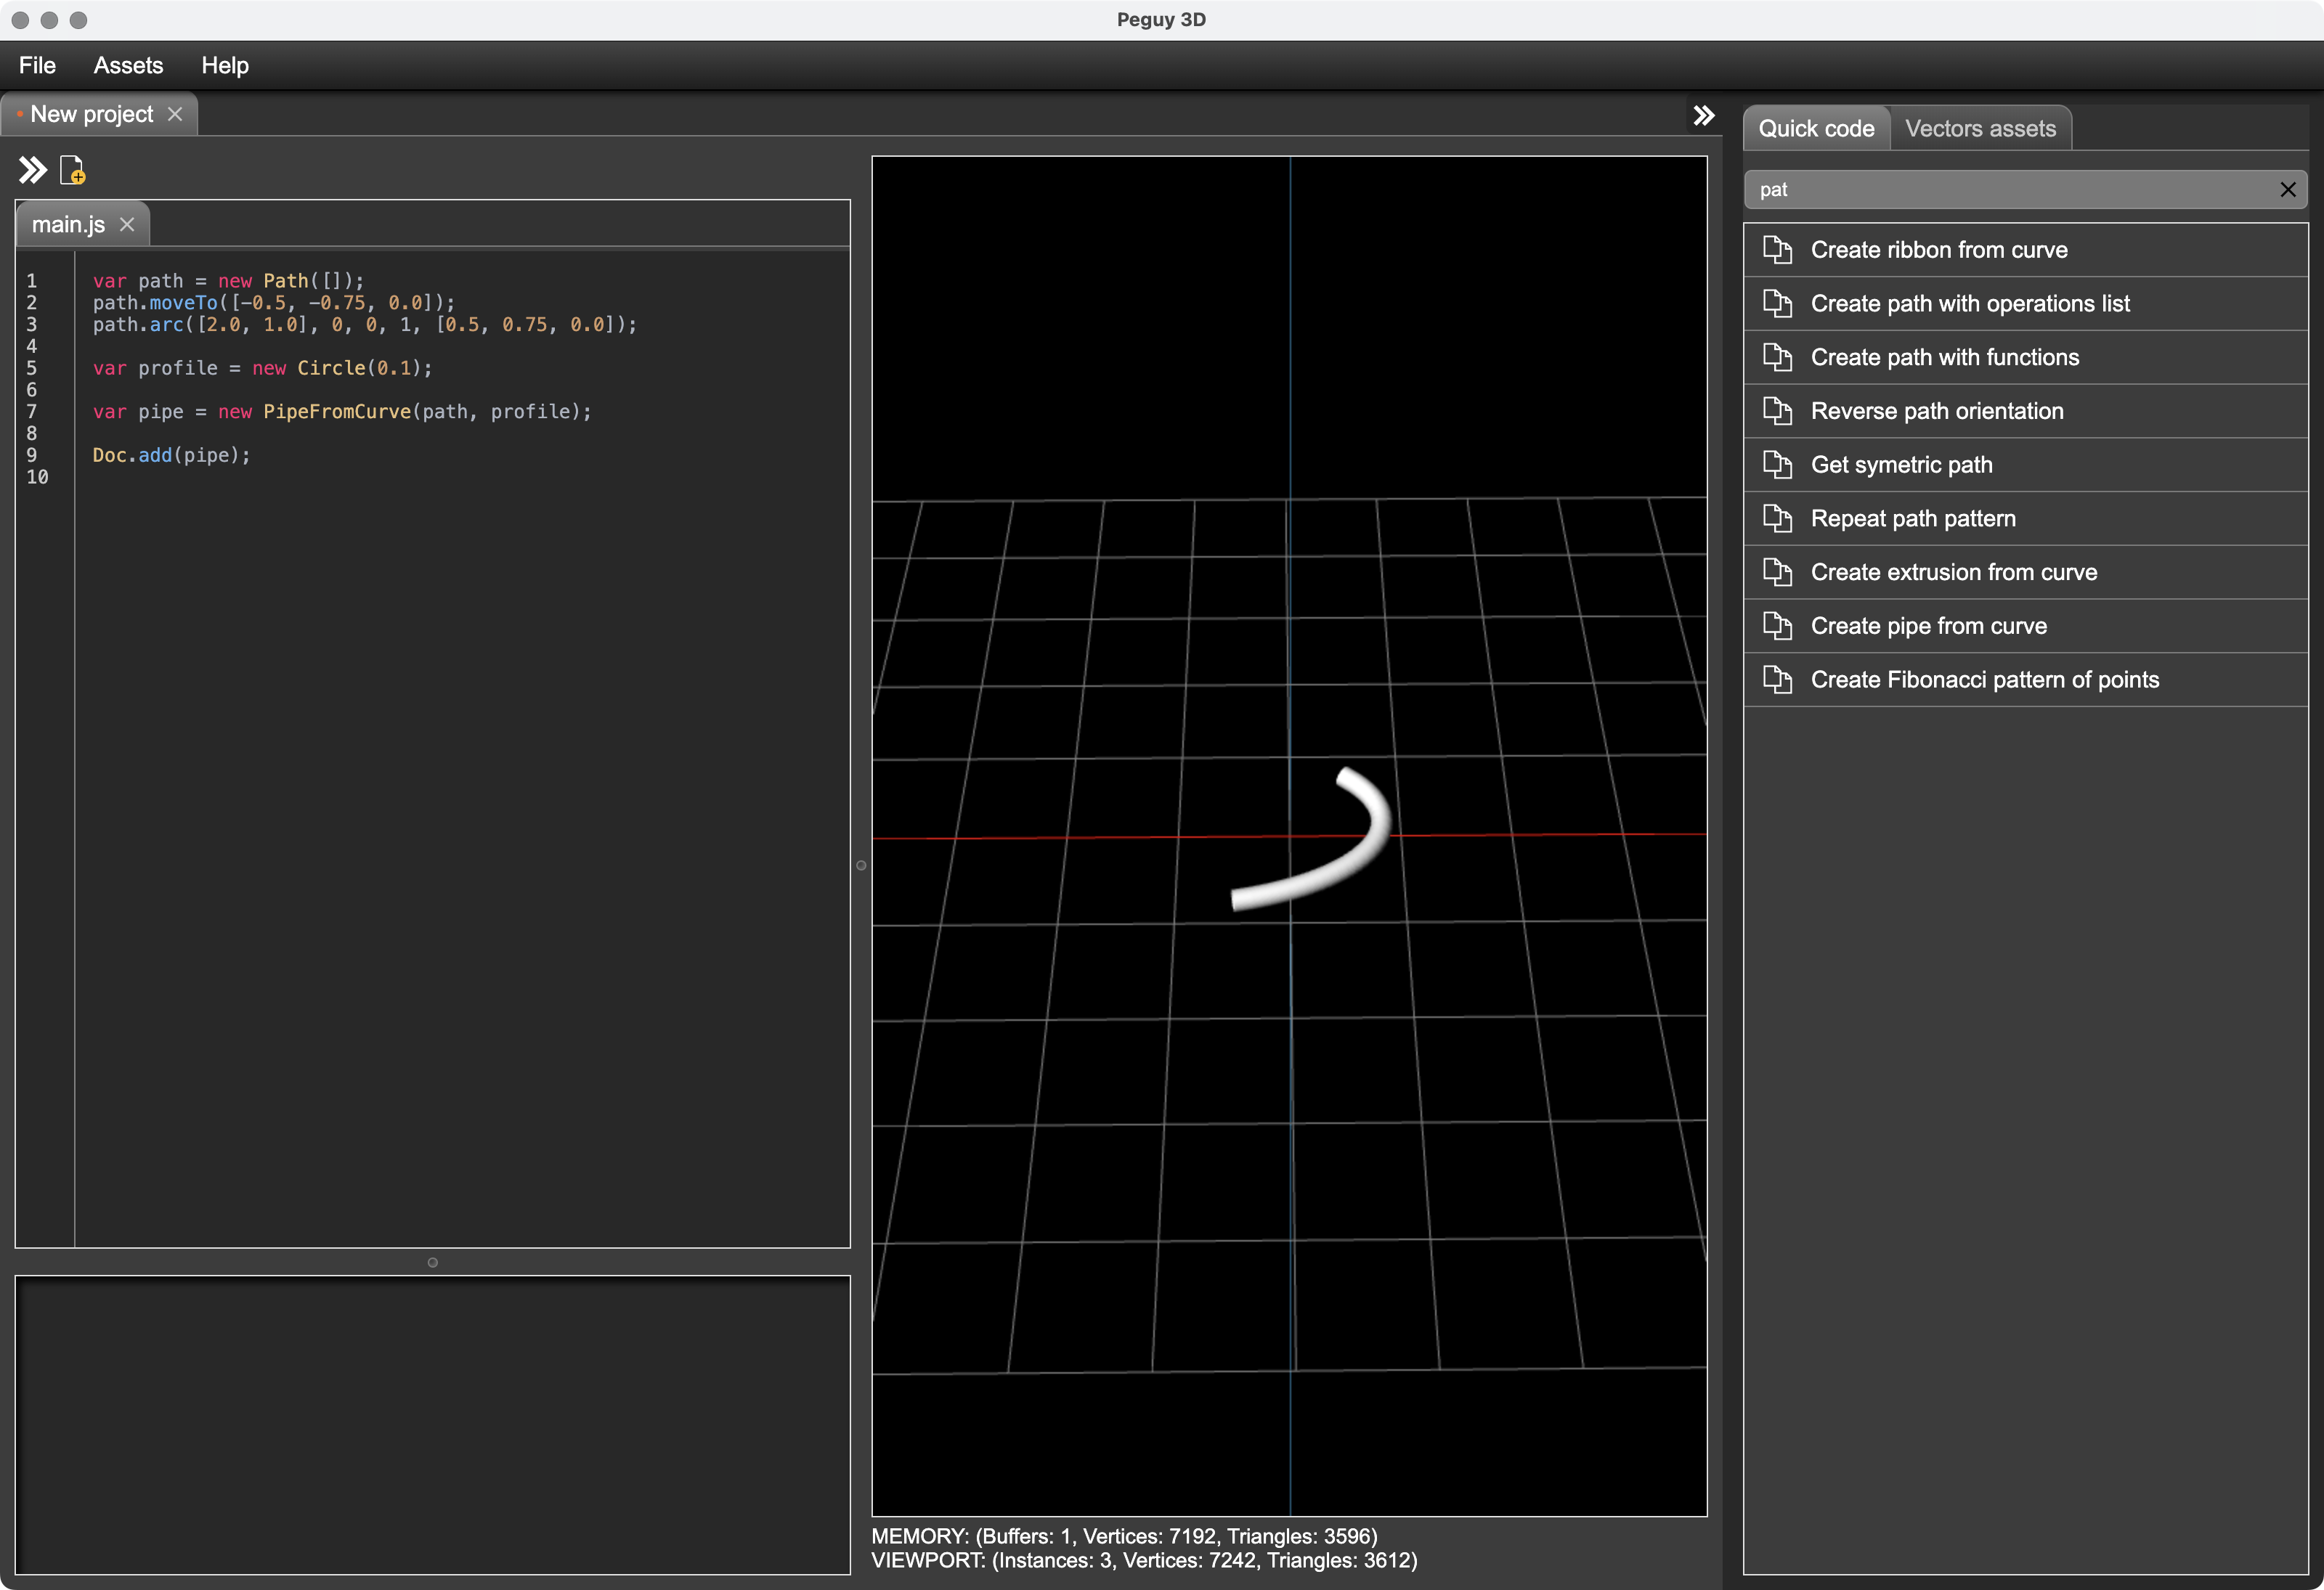 Peguy 3D
File Assets Help
New project
Quick code Vectors assets
pat
main.js
1 var path = new Path([]);
2 path.moveTo([-0.5, -0.75, 0.0]);
3 path.arc([2.0, 1.0], 0, 0, 1, [0.5, 0.75, 0.0]);
4
5 var profile = new Circle(0.1);
6
7 var pipe = new PipeFromCurve(path, profile);
8
9 Doc.add(pipe);
10
Create ribbon from curve
Create path with operations list
Create path with functions
Reverse path orientation
Get symetric path
Repeat path pattern
Create extrusion from curve
Create pipe from curve
Create Fibonacci pattern of points
MEMORY: (Buffers: 1, Vertices: 7192, Triangles: 3596)
VIEWPORT: (Instances: 3, Vertices: 7242, Triangles: 3612)